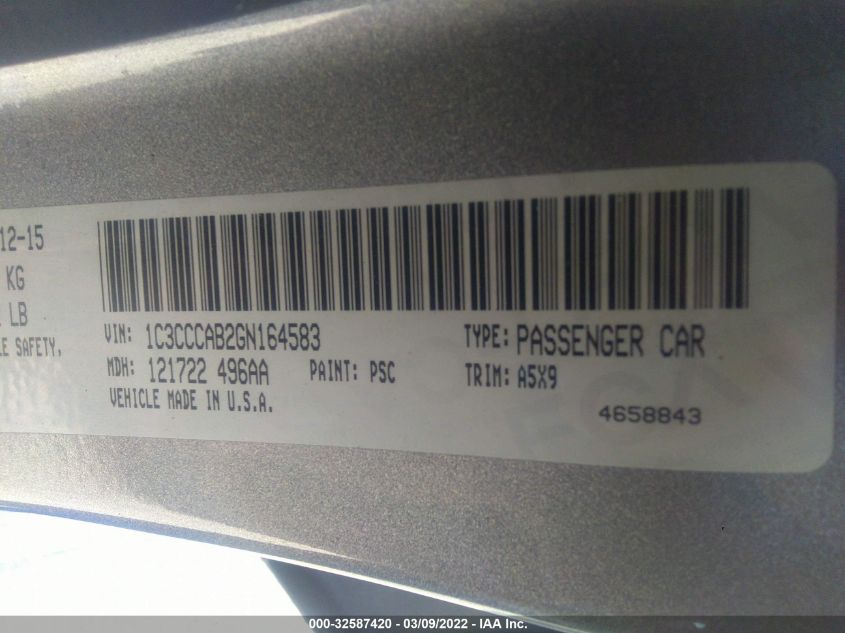 12-15
KG
LB
SAFETY.
VIN: 1C3CCCAB2GN164583
TYPE: PASSENGER CAR
MDH: 121722 496AA
PAINT: PSC
TRIM: A5X9
VEHICLE MADE IN U.S.A.
4658843
000-32587420 - 03/09/2022 - IAA Inc.